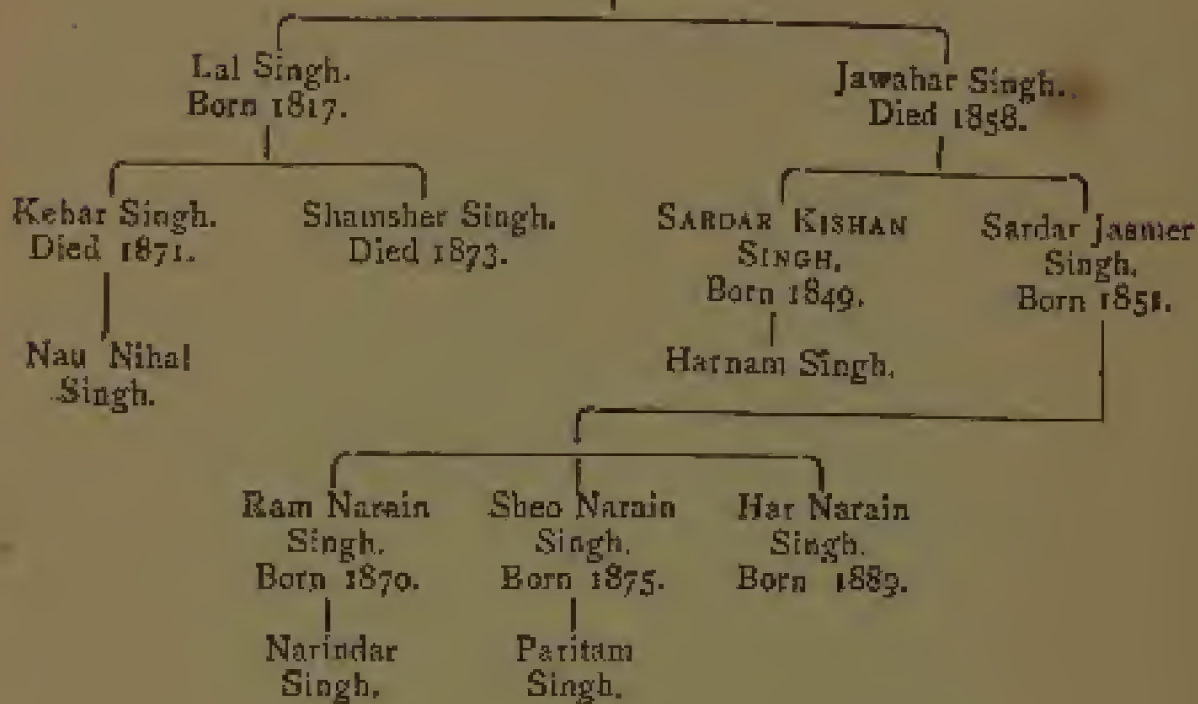 Lal Singh.
Born 1817.
Jawahar Singh.
Died 1858.
Kehar Singh.
Died 1871.
Shamsher Singh.
Died 1873.
SARDAR KISHAN
SINGH.
Born 1849.
Sardar Jasmer
Singh.
Born 1851.
Nau Nihal
Singh.
Harnam Singh.
Ram Narain
Singh.
Born 1870.
Sheo Narain
Singh.
Born 1875.
Har Narain
Singh.
Born 1889.
Narindar
Singh.
Paritam
Singh.